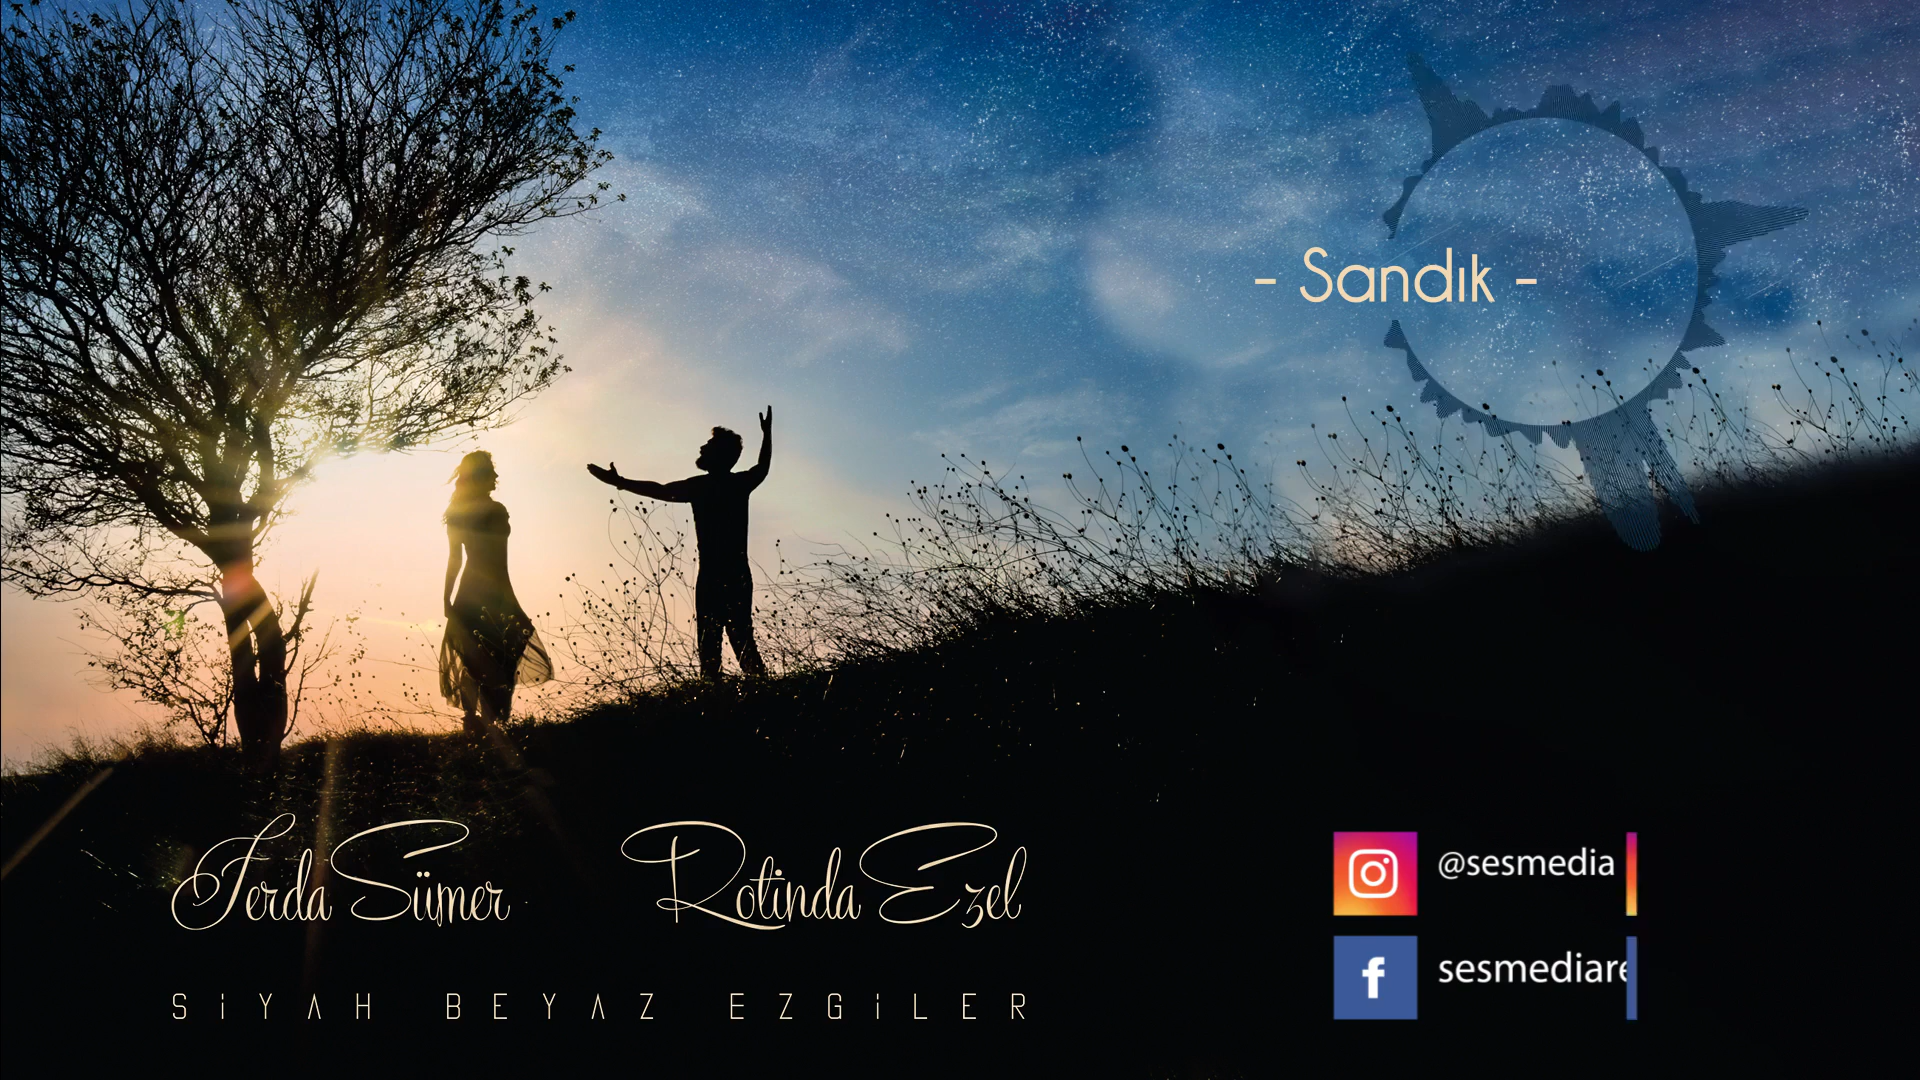 - Sandık -
Ferda Sümer
Rotinda Ezel
SİYAH BEYAZ EZGİLER
@sesmedia
sesmediare